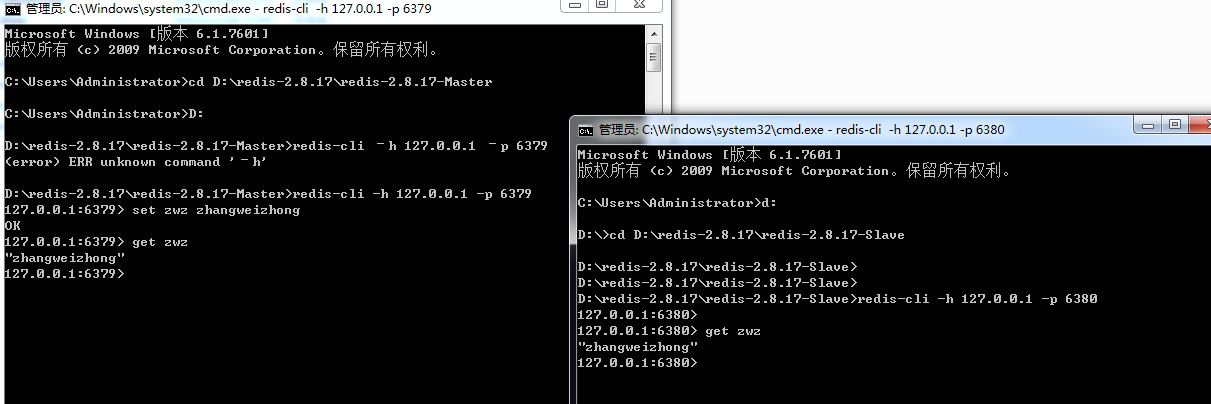 管理员: C:\Windows\system32\cmd.exe - redis-cli  -h 127.0.0.1 -p 6379
Microsoft Windows [版本 6.1.7601]
版权所有 (c) 2009 Microsoft Corporation。保留所有权利。
C:\Users\Administrator>cd D:\redis-2.8.17\redis-2.8.17-Master
C:\Users\Administrator>D:
D:\redis-2.8.17\redis-2.8.17-Master>redis-cli －h 127.0.0.1 －p 6379
(error) ERR unknown command '－h'
D:\redis-2.8.17\redis-2.8.17-Master>redis-cli -h 127.0.0.1 -p 6379
127.0.0.1:6379> set zwz zhangweizhong
OK
127.0.0.1:6379> get zwz
"zhangweizhong"
127.0.0.1:6379>
管理员: C:\Windows\system32\cmd.exe - redis-cli  -h 127.0.0.1 -p 6380
Microsoft Windows [版本 6.1.7601]
版权所有 (c) 2009 Microsoft Corporation。保留所有权利。
C:\Users\Administrator>d:
D:\>cd D:\redis-2.8.17\redis-2.8.17-Slave
D:\redis-2.8.17\redis-2.8.17-Slave>
D:\redis-2.8.17\redis-2.8.17-Slave>
D:\redis-2.8.17\redis-2.8.17-Slave>redis-cli -h 127.0.0.1 -p 6380
127.0.0.1:6380>
127.0.0.1:6380> get zwz
"zhangweizhong"
127.0.0.1:6380>